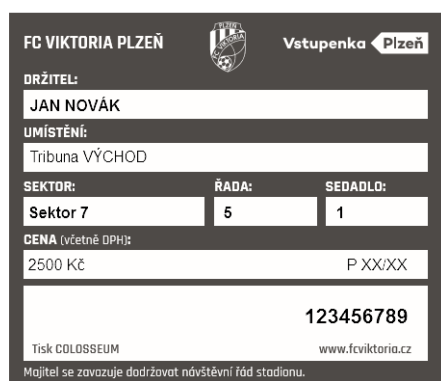 FC VIKTORIA PLZEŇ
PLZEŇ
FC VIKTORIA
Vstupenka Plzeň
DRŽITEL:
JAN NOVÁK
UMÍSTĚNÍ:
Tribuna VÝCHOD
SEKTOR: ŘADA: SEDADLO:
Sektor 7 5 1
CENA (včetně DPH):
2500 Kč P XX/XX
123456789
Tisk COLOSSEUM www.fcviktoria.cz
Majitel se zavazuje dodržovat návštěvní řád stadionu.